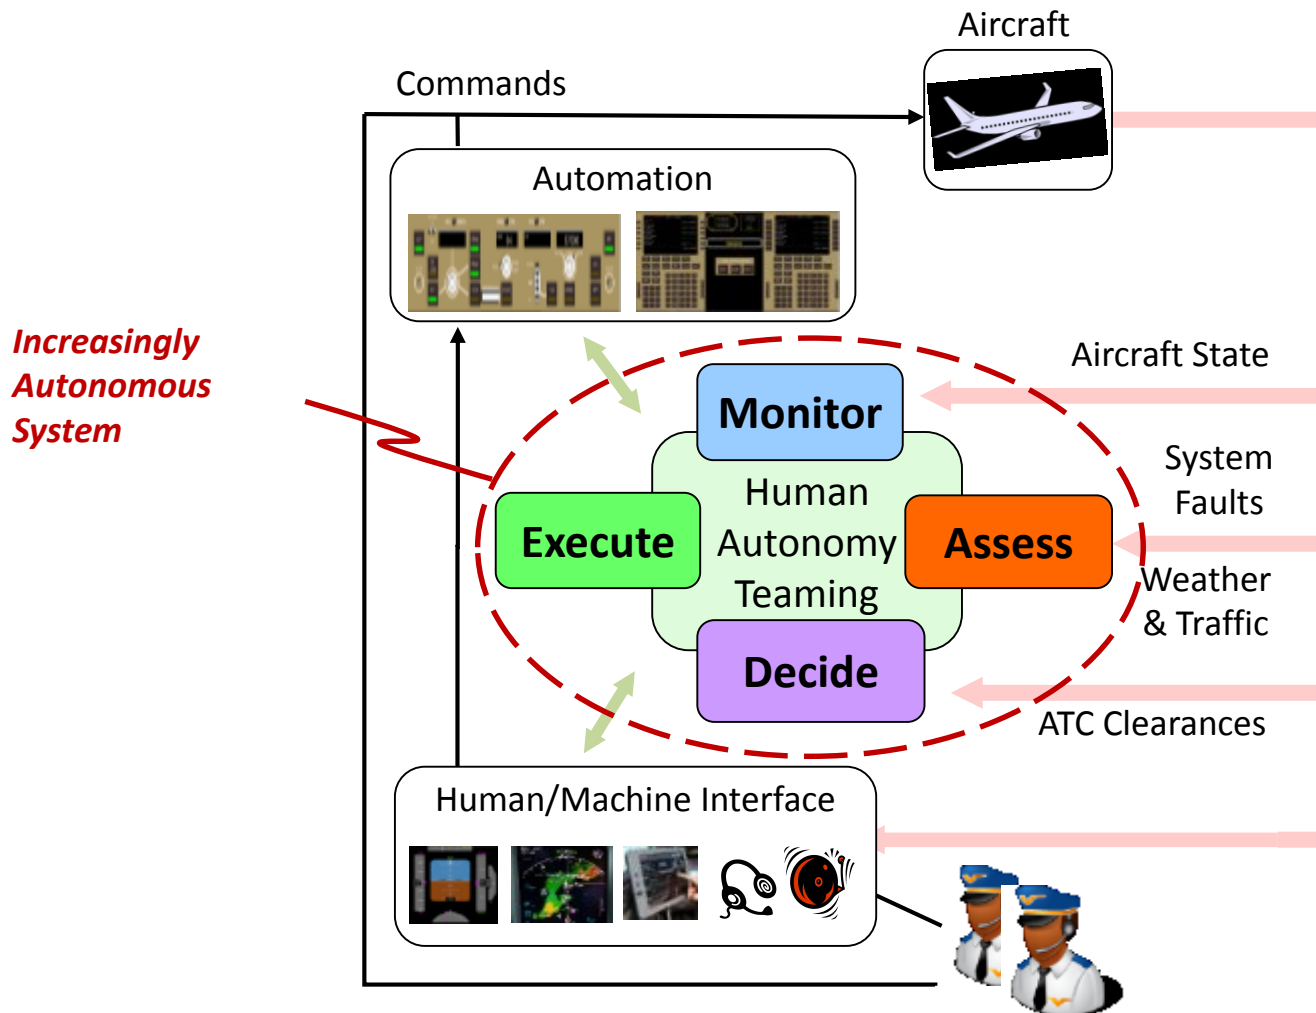 Aircraft
Commands
Automation
Increasingly
Autonomous
System
Monitor
Aircraft State
Human
Autonomy
Teaming
Execute
Assess
System
Faults
Weather
& Traffic
Decide
ATC Clearances
Human/Machine Interface